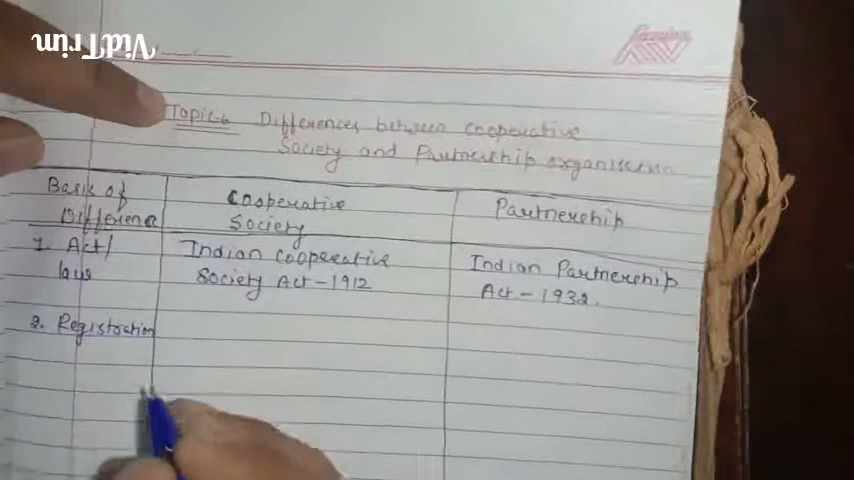 VidTrim
Topic-6 Differences between cooperative
Society and Partnership organisation
Basis of
Difference
Cooperative
Society
Partnership
1. Act/
law
Indian Cooperative
Society Act - 1912
Indian Partnership
Act - 1932.
2. Registration